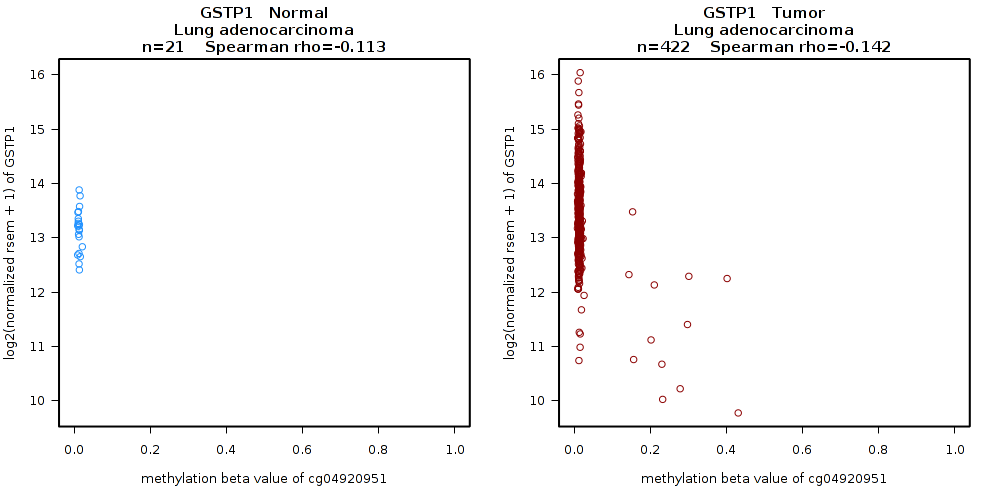 GSTP1   Normal
Lung adenocarcinoma
n=21    Spearman rho=-0.113
log2(normalized rsem + 1) of GSTP1
16
15
14
13
12
11
10
0.0 0.2 0.4 0.6 0.8 1.0
methylation beta value of cg04920951
GSTP1   Tumor
Lung adenocarcinoma
n=422    Spearman rho=-0.142
log2(normalized rsem + 1) of GSTP1
16
15
14
13
12
11
10
0.0 0.2 0.4 0.6 0.8 1.0
methylation beta value of cg04920951